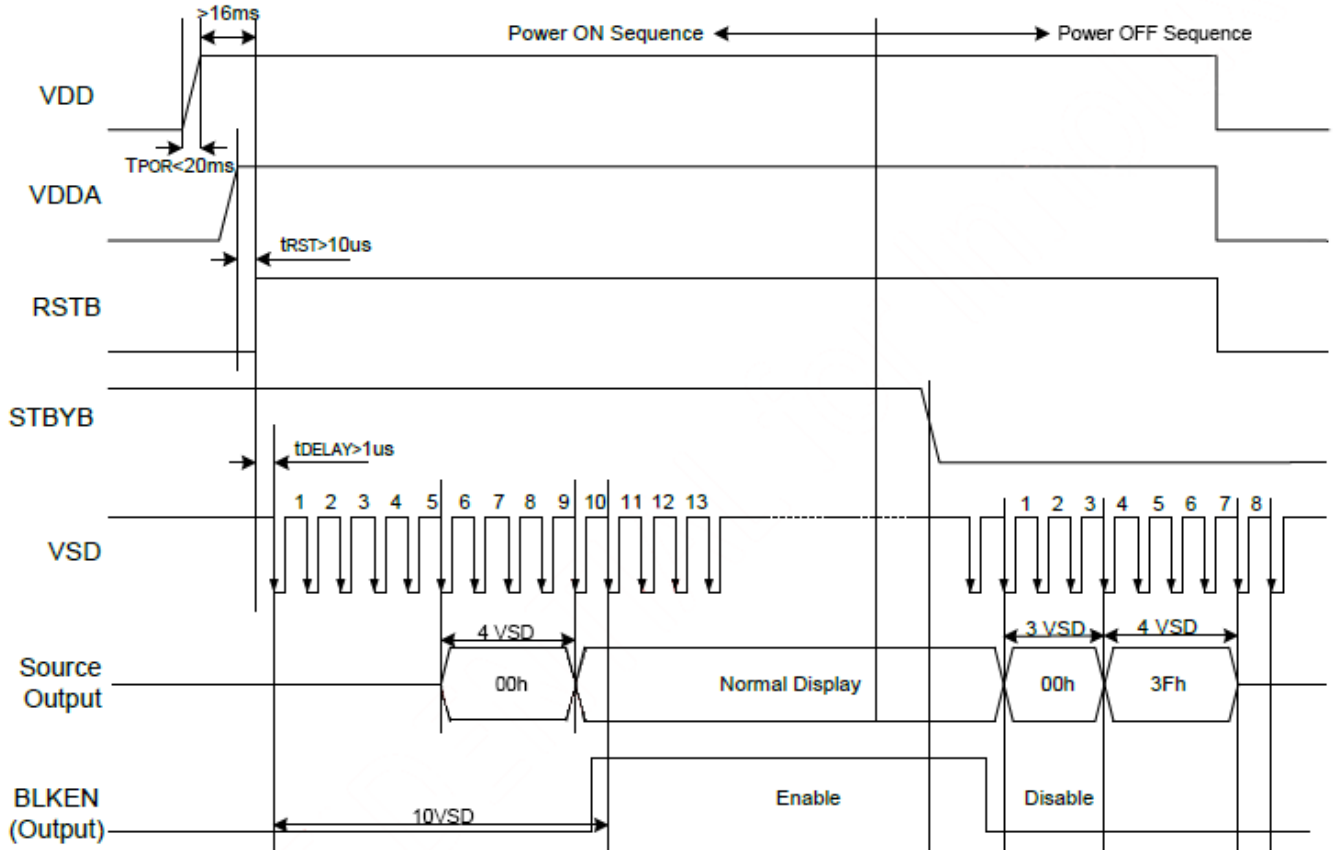 >16ms
Power ON Sequence
Power OFF Sequence
VDD
TPOR<20ms
VDDA
tRST>10us
RSTB
STBYB
tDELAY>1us
1 2 3 4 5 6 7 8 9 10 11 12 13
1 2 3 4 5 6 7 8
VSD
4 VSD
3 VSD
4 VSD
Source
Output
00h
Normal Display
00h
3Fh
BLKEN
(Output)
10VSD
Enable
Disable